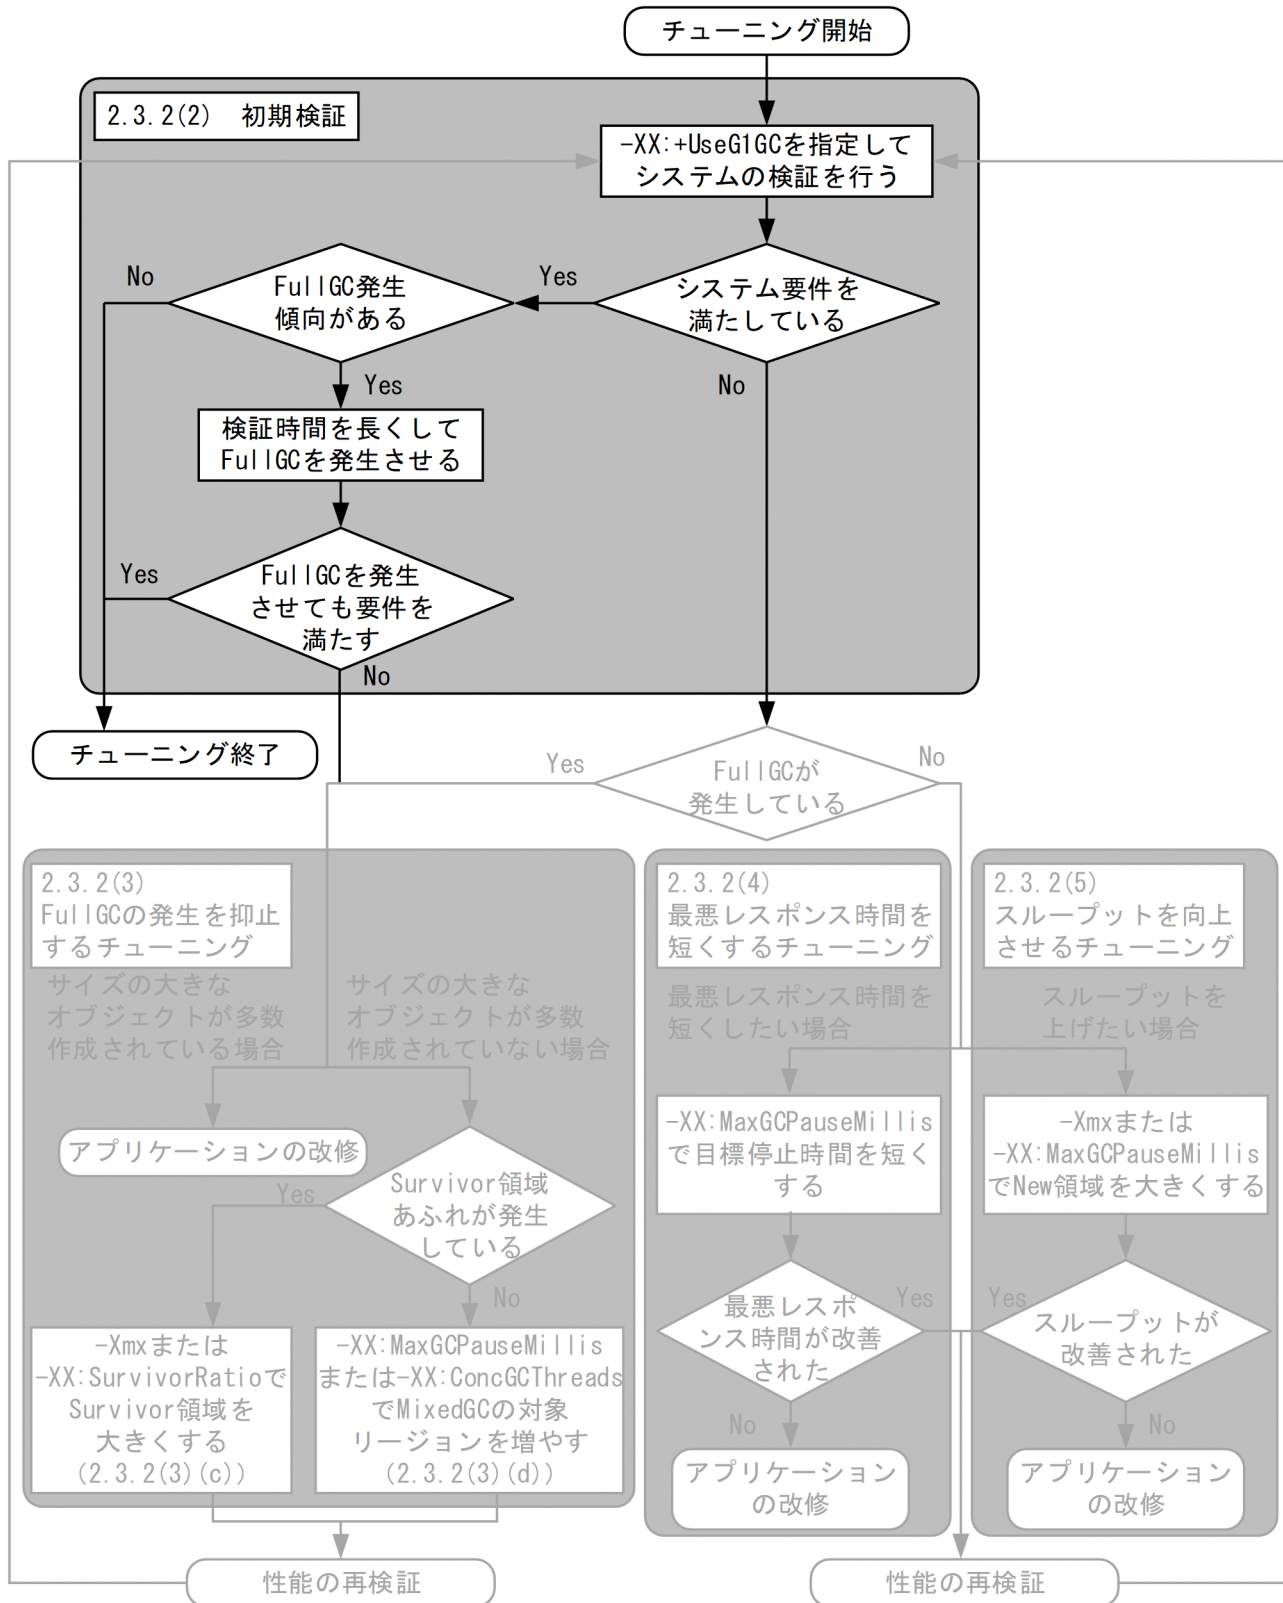 チューニング開始
2.3.2(2) 初期検証
-XX:+UseG1GCを指定して
システムの検証を行う
No
FullGC発生
傾向がある
Yes
システム要件を
満たしている
Yes
No
検証時間を長くして
FullGCを発生させる
Yes
FullGCを発生
させても要件を
満たす
No
チューニング終了
Yes
FullGCが
発生している
No
2.3.2(3)
FullGCの発生を抑止
するチューニング
サイズの大きな
オブジェクトが多数
作成されている場合
サイズの大きな
オブジェクトが多数
作成されていない場合
アプリケーションの改修
Yes
Survivor領域
あふれが発生
している
No
-Xmxまたは
-XX:SurvivorRatioで
Survivor領域を
大きくする
(2.3.2(3)(c))
-XX:MaxGCPauseMillis
または-XX:ConcGCThreads
でMixedGCの対象
リージョンを増やす
(2.3.2(3)(d))
性能の再検証
2.3.2(4)
最悪レスポンス時間を
短くするチューニング
最悪レスポンス時間を
短くしたい場合
-XX:MaxGCPauseMillis
で目標停止時間を短く
する
最悪レスポ
ンス時間が改善
された
Yes
No
アプリケーション
の改修
2.3.2(5)
スループットを向上
させるチューニング
スループットを
上げたい場合
-Xmxまたは
-XX:MaxGCPauseMillis
でNew領域を大きくする
Yes
スループットが
改善された
No
アプリケーション
の改修
性能の再検証